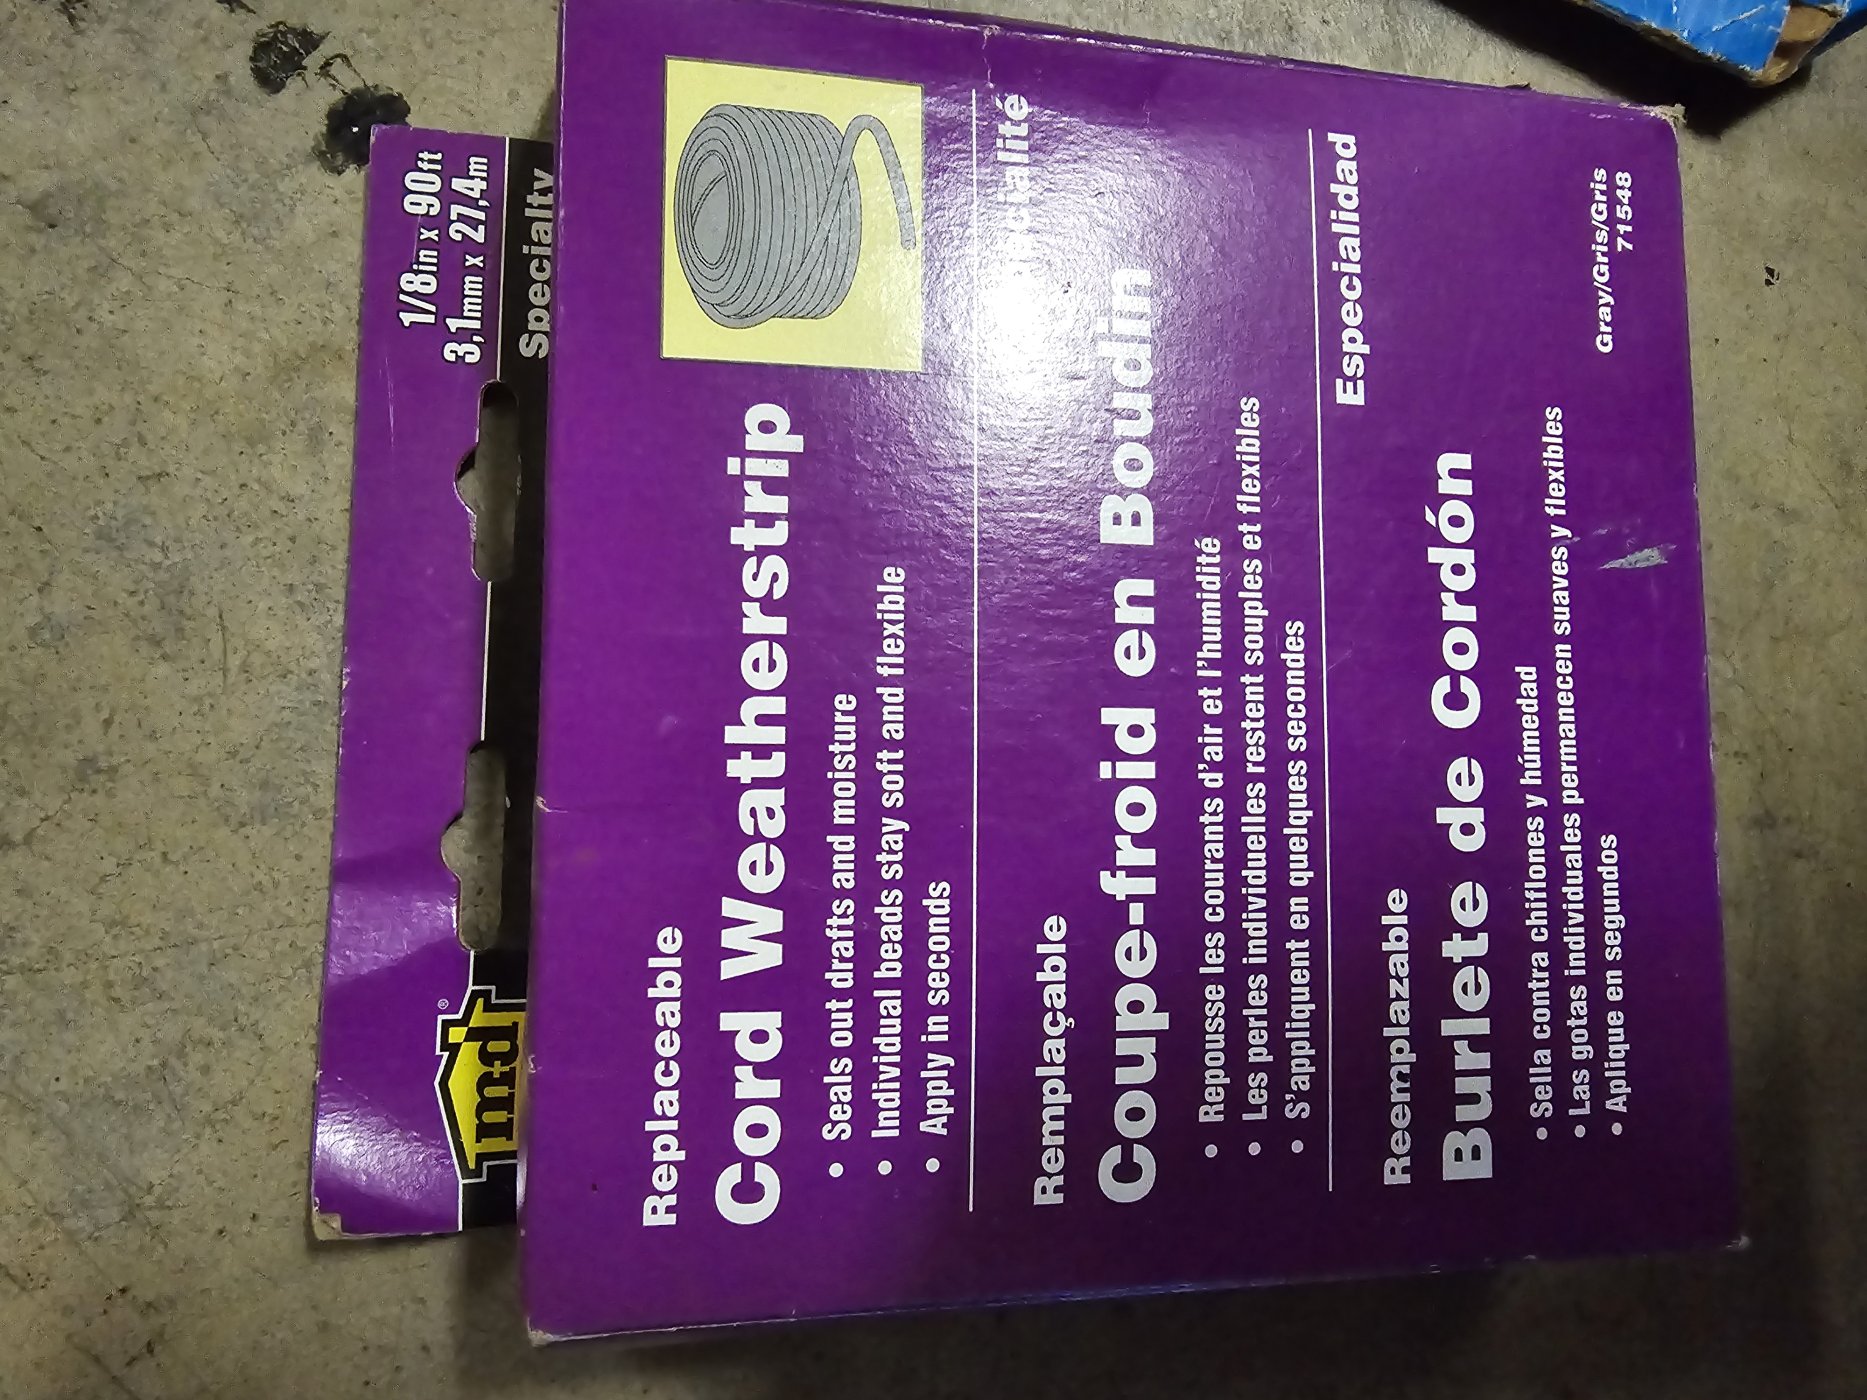 1/8in x 90ft
3,1mm x 27,4m
m-d®
Specialty
Replaceable
Cord Weatherstrip
• Seals out drafts and moisture
• Individual beads stay soft and flexible
• Apply in seconds
Remplaçable
Coupe-froid en Boudin
• Repousse les courants d'air et l'humidité
• Les perles individuelles restent souples et flexibles
• S'appliquent en quelques secondes
Especialidad
Reemplazable
Burlete de Cordón
• Sella contra chiflones y húmedad
• Las gotas individuales permanecen suaves y flexibles
• Aplique en segundos
Gray/Gris/Gris
71548